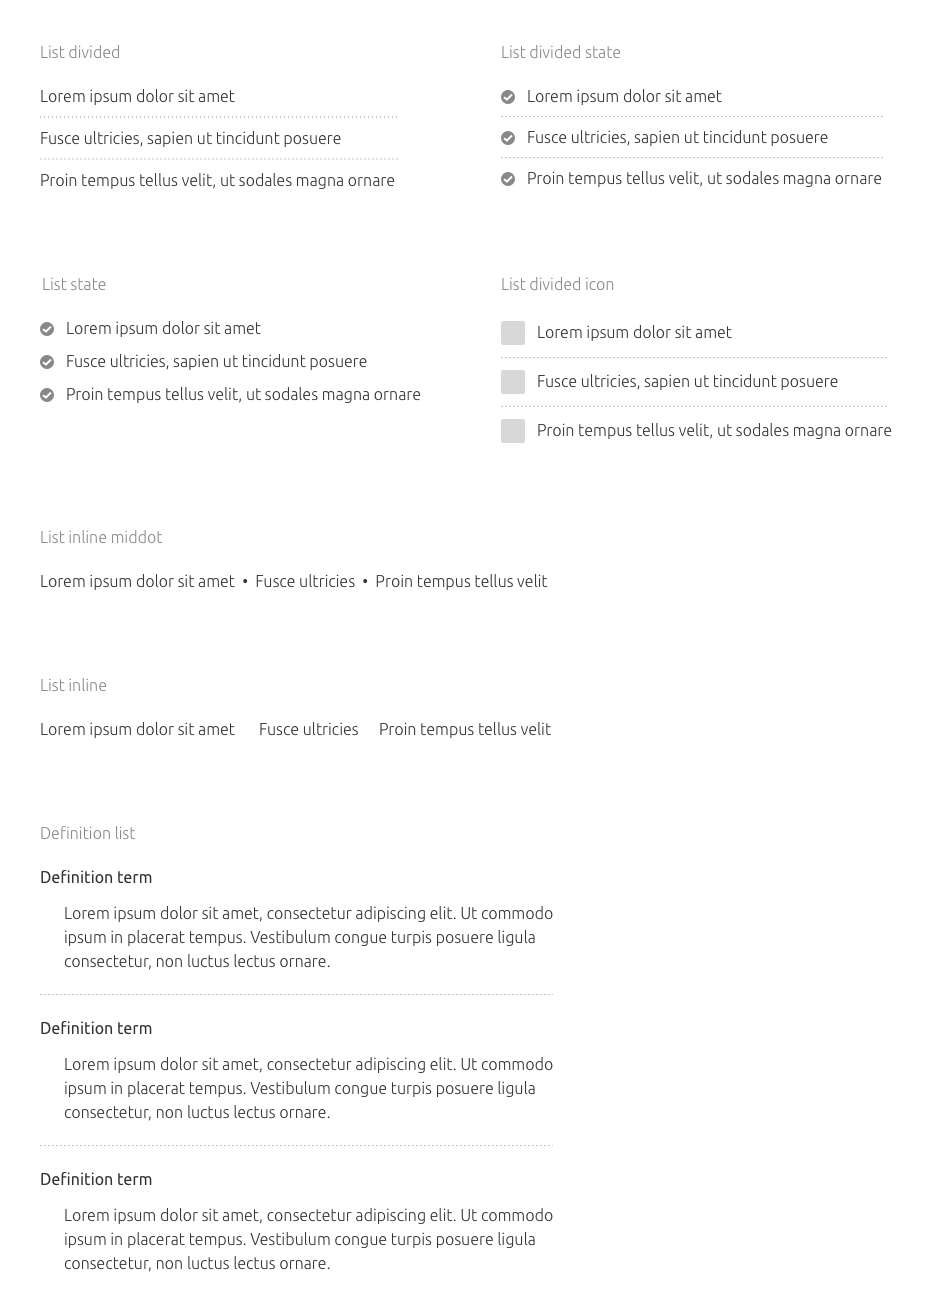 List divided
Lorem ipsum dolor sit amet
Fusce ultricies, sapien ut tincidunt posuere
Proin tempus tellus velit, ut sodales magna ornare
List divided state
Lorem ipsum dolor sit amet
Fusce ultricies, sapien ut tincidunt posuere
Proin tempus tellus velit, ut sodales magna ornare
List state
Lorem ipsum dolor sit amet
Fusce ultricies, sapien ut tincidunt posuere
Proin tempus tellus velit, ut sodales magna ornare
List divided icon
Lorem ipsum dolor sit amet
Fusce ultricies, sapien ut tincidunt posuere
Proin tempus tellus velit, ut sodales magna ornare
List inline middot
Lorem ipsum dolor sit amet • Fusce ultricies • Proin tempus tellus velit
List inline
Lorem ipsum dolor sit amet Fusce ultricies Proin tempus tellus velit
Definition list
Definition term
Lorem ipsum dolor sit amet, consectetur adipiscing elit. Ut commodo
ipsum in placerat tempus. Vestibulum congue turpis posuere ligula
consectetur, non luctus lectus ornare.
Definition term
Lorem ipsum dolor sit amet, consectetur adipiscing elit. Ut commodo
ipsum in placerat tempus. Vestibulum congue turpis posuere ligula
consectetur, non luctus lectus ornare.
Definition term
Lorem ipsum dolor sit amet, consectetur adipiscing elit. Ut commodo
ipsum in placerat tempus. Vestibulum congue turpis posuere ligula
consectetur, non luctus lectus ornare.